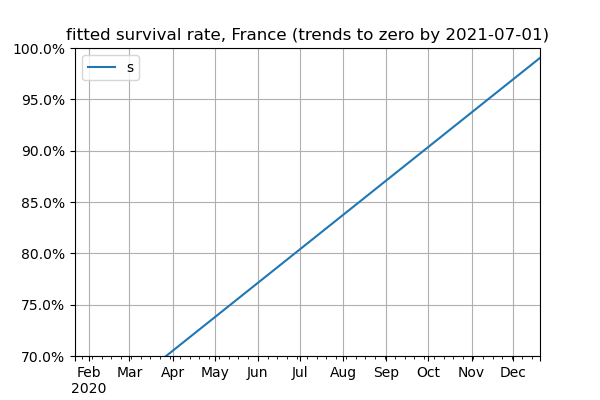 fitted survival rate, France (trends to zero by 2021-07-01)
100.0%
s
95.0%
90.0%
85.0%
80.0%
75.0%
70.0%
Feb Mar Apr May Jun Jul Aug Sep Oct Nov Dec
2020